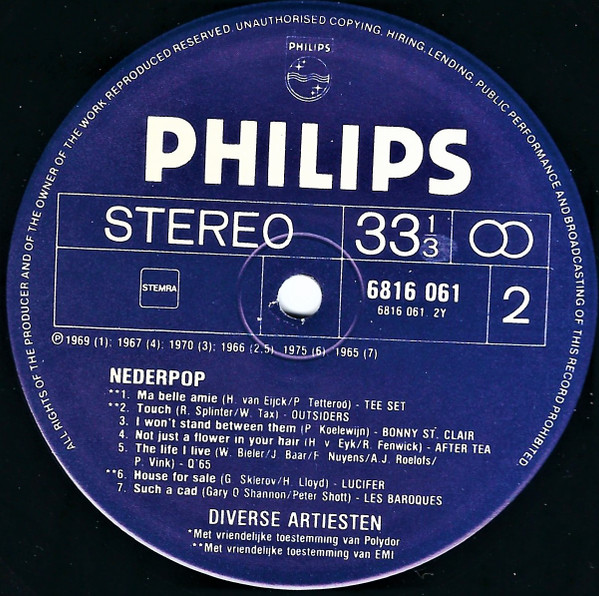 ALL RIGHTS OF THE PRODUCER AND OF THE OWNER OF THE WORK REPRODUCED RESERVED. UNAUTHORISED COPYING, HIRING, LENDING, PUBLIC PERFORMANCE AND BROADCASTING OF THIS RECORD PROHIBITED.
PHILIPS
PHILIPS
STEREO 33 1/3
STEMRA
6816 061
6816 061. 2Y
2
℗1969 (1); 1967 (4); 1970 (3); 1966 (2,5); 1975 (6); 1965 (7)
NEDERPOP
**1. Ma belle amie (H. van Eijck/P. Tetteroo) - TEE SET
**2. Touch (R. Splinter/W. Tax) - OUTSIDERS
3. I won't stand between them (P. Koelewijn) - BONNY ST. CLAIR
4. Not just a flower in your hair (H. v. Eyk/R. Fenwick) - AFTER TEA
5. The life I live (W. Bieler/J. Baar/F. Nuyens/A.J. Roelofs/
P. Vink) - Q'65
**6. House for sale (G. Sklerov/H. Lloyd) - LUCIFER
7. Such a cad (Gary O Shannon/Peter Shott) - LES BAROQUES
DIVERSE ARTIESTEN
*Met vriendelijke toestemming van Polydor
**Met vriendelijke toestemming van EMI